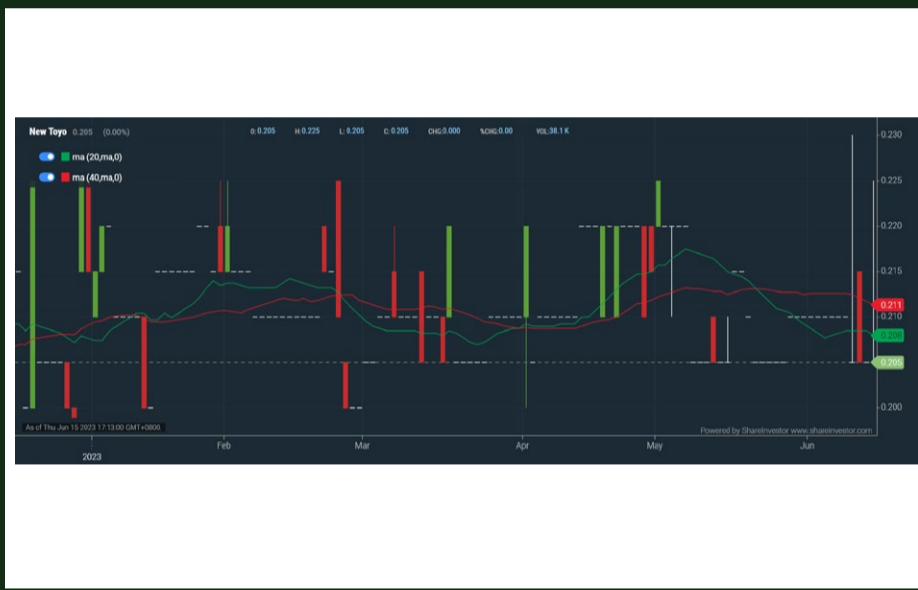 New Toyo 0.205 (0.00%) O: 0.205 H: 0.225 L: 0.205 C: 0.205 CHG: 0.000 %CHG: 0.00 VOL: 38.1 K
ma (20,ma,0)
ma (40,ma,0)
0.230
0.225
0.220
0.215
0.211
0.210
0.208
0.205
0.200
As of Thu Jun 15 2023 17:13:00 GMT+0800
Powered by ShareInvestor www.shareinvestor.com
Feb Mar Apr May Jun
2023